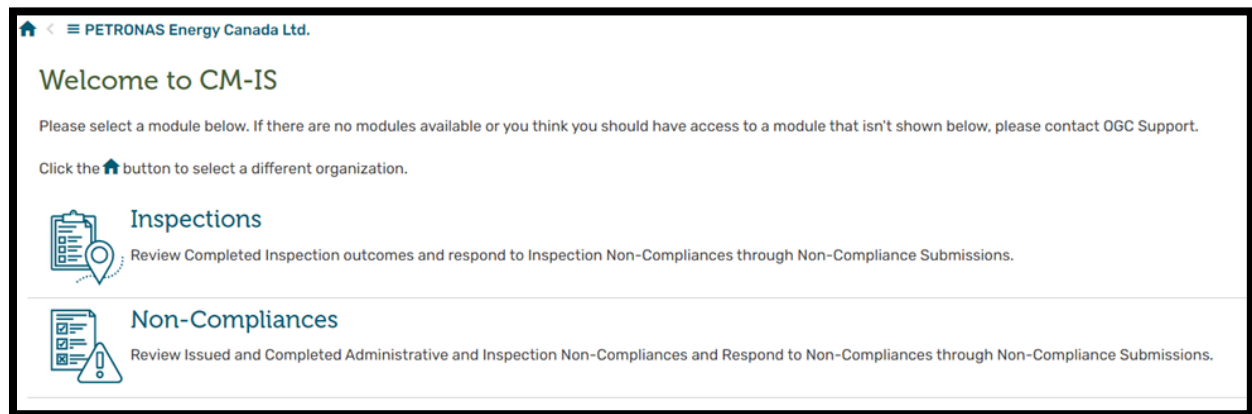 PETRONAS Energy Canada Ltd.
Welcome to CM-IS
Please select a module below. If there are no modules available or you think you should have access to a module that isn't shown below, please contact OGC Support.
Click the button to select a different organization.
Inspections
Review Completed Inspection outcomes and respond to Inspection Non-Compliances through Non-Compliance Submissions.
Non-Compliances
Review Issued and Completed Administrative and Inspection Non-Compliances and Respond to Non-Compliances through Non-Compliance Submissions.